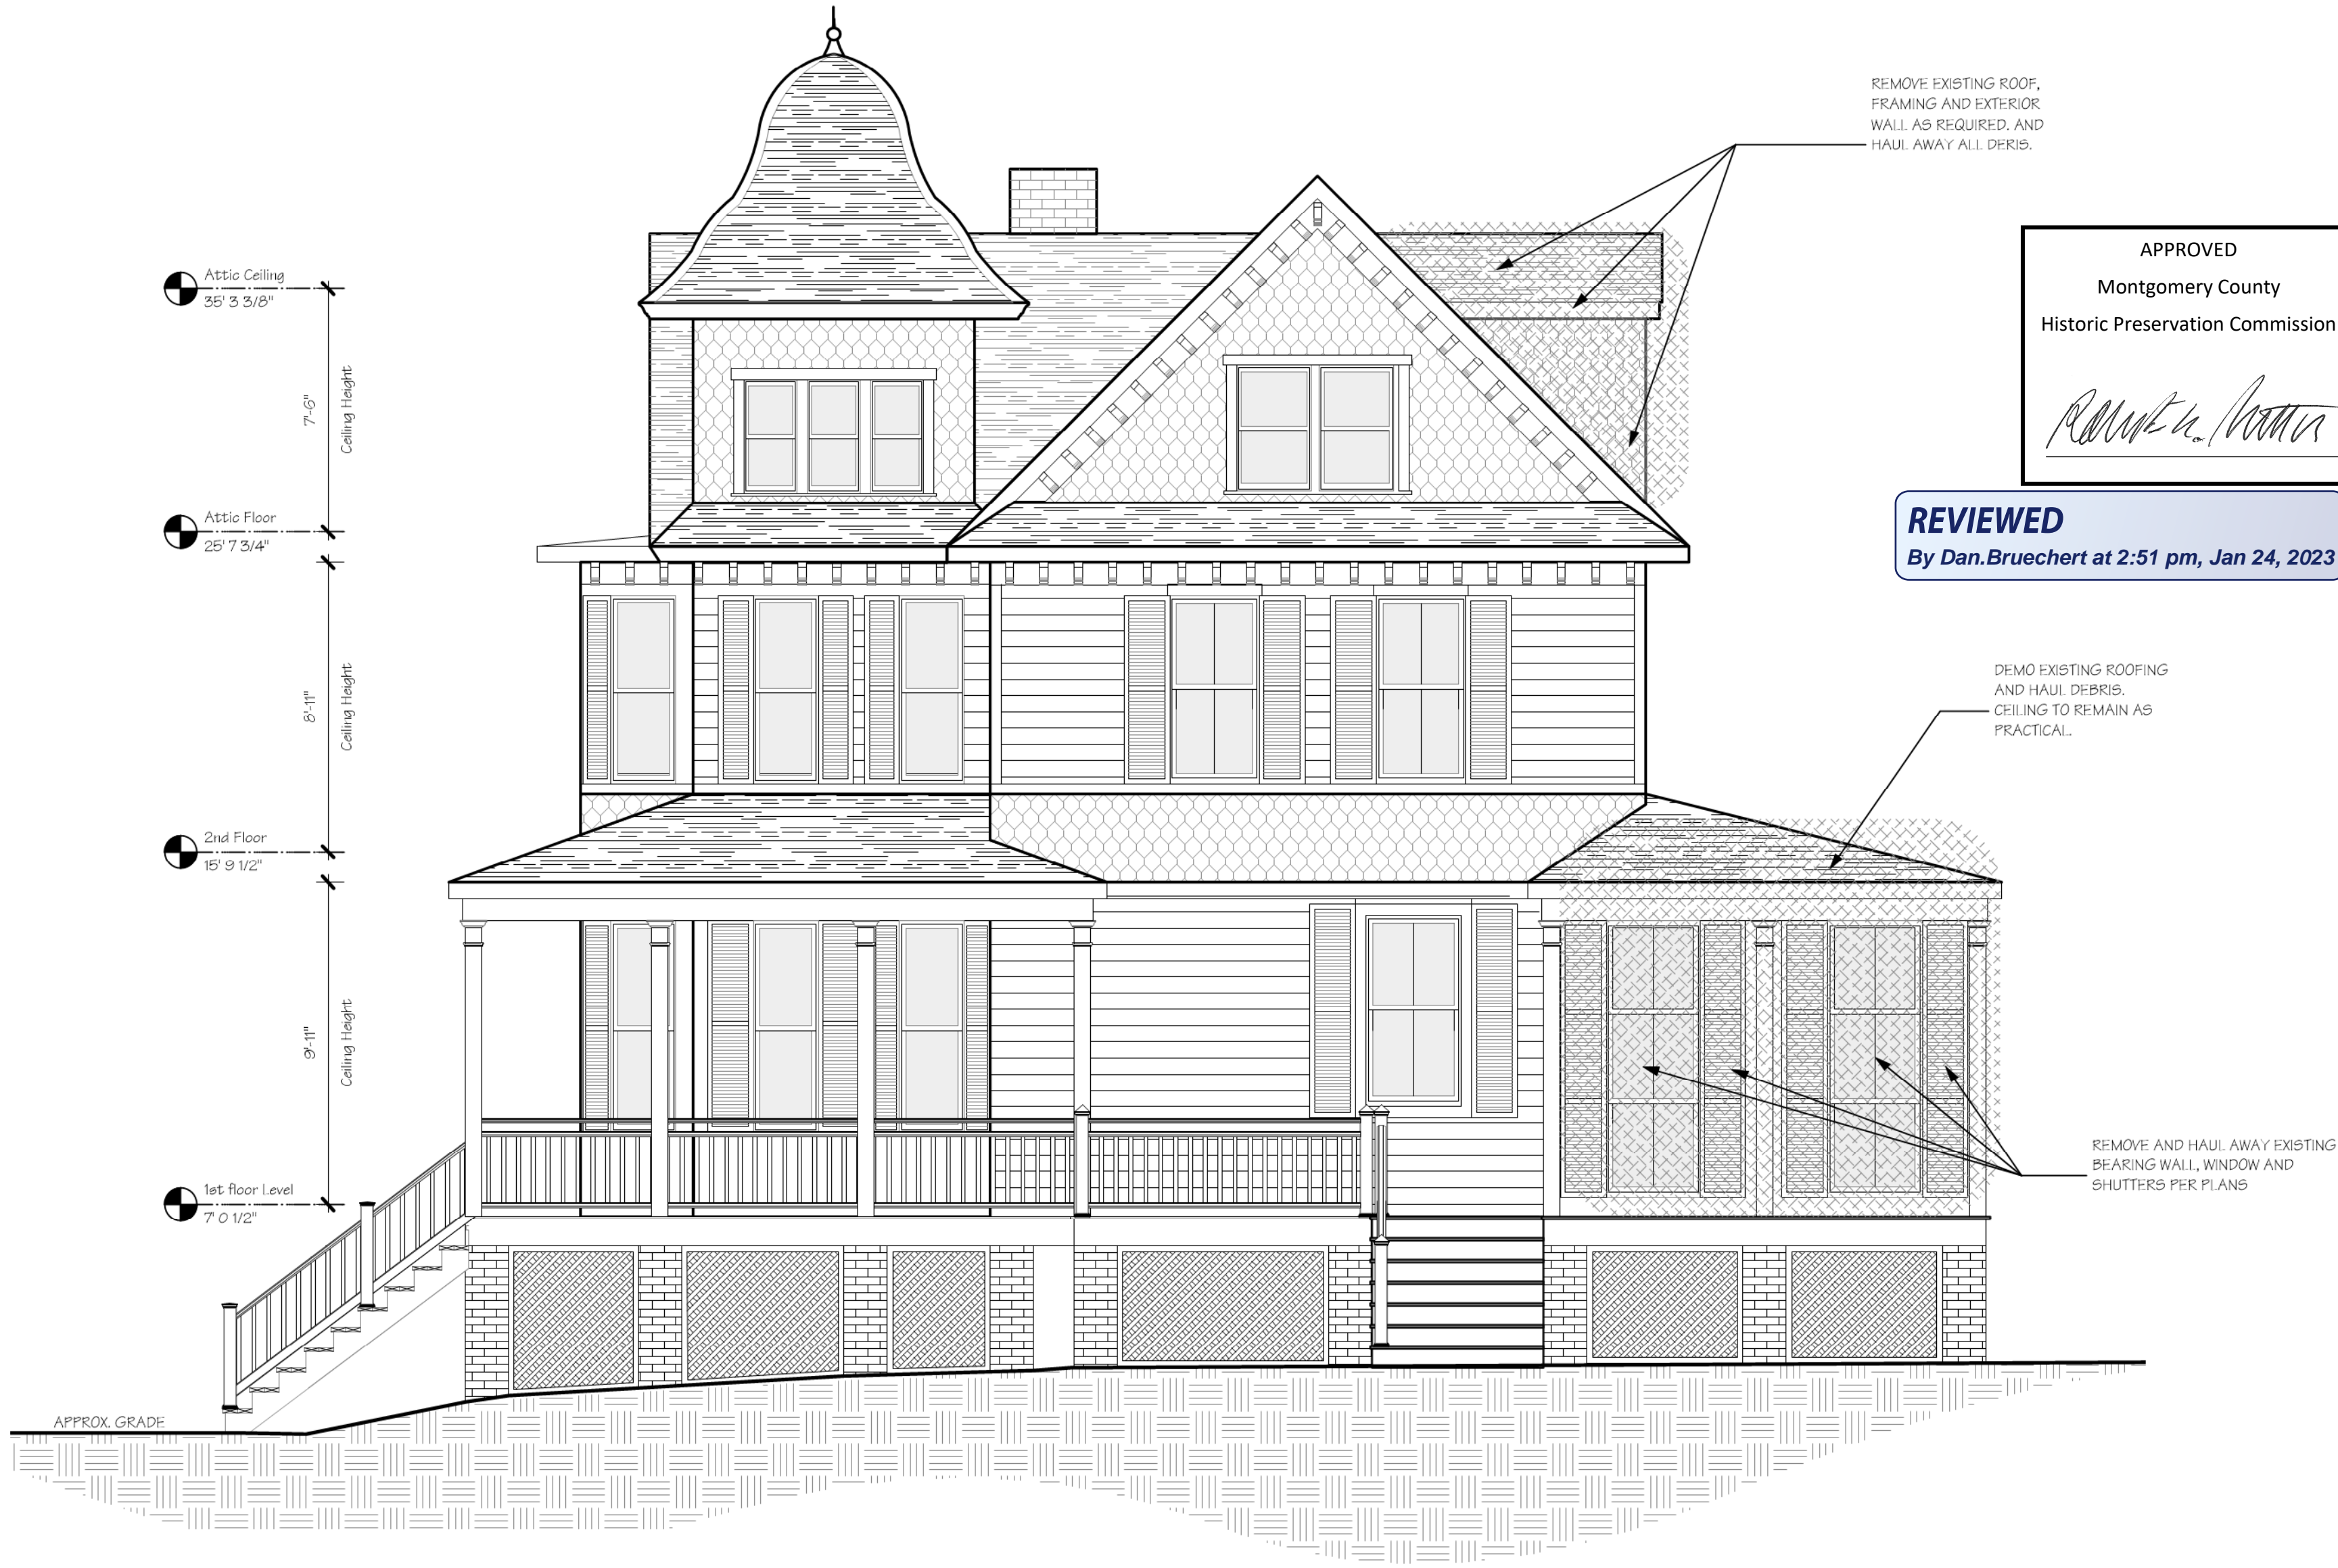 REMOVE EXISTING ROOF,
FRAMING AND EXTERIOR
WALL AS REQUIRED. AND
HAUL AWAY ALL DERIS.
APPROVED
Montgomery County
Historic Preservation Commission
REVIEWED
By Dan.Bruechert at 2:51 pm, Jan 24, 2023
Attic Ceiling
35' 3 3/8"
7'-6"
Ceiling Height
Attic Floor
25' 7 3/4"
8'-11"
Ceiling Height
DEMO EXISTING ROOFING
AND HAUL DEBRIS.
CEILING TO REMAIN AS
PRACTICAL.
2nd Floor
15' 9 1/2"
9'-11"
Ceiling Height
REMOVE AND HAUL AWAY EXISTING
BEARING WALL, WINDOW AND
SHUTTERS PER PLANS
1st floor Level
7' 0 1/2"
APPROX. GRADE